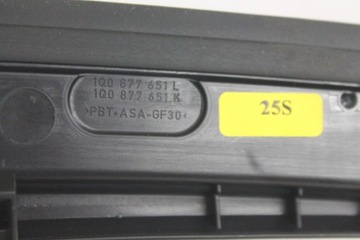 1Q0 877 651 L
1Q0 877 651 K
>PBT+ASA-GF30<
25S